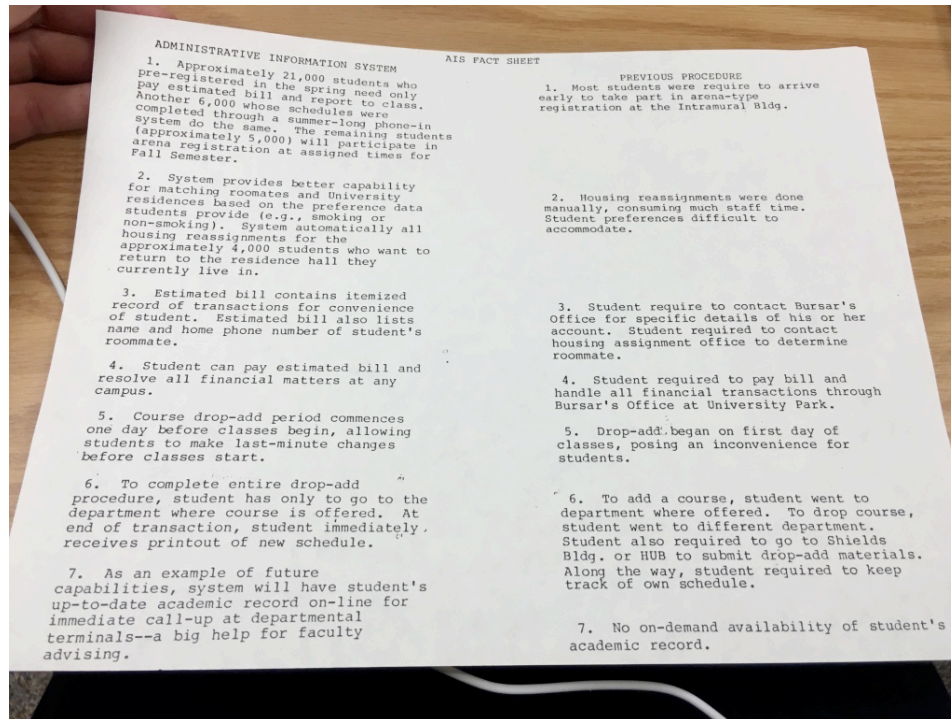 AIS FACT SHEET
ADMINISTRATIVE INFORMATION SYSTEM
1. Approximately 21,000 students who
pre-registered in the spring need only
pay estimated bill and report to class.
Another 6,000 whose schedules were
completed through a summer-long phone-in
system do the same. The remaining students
(approximately 5,000) will participate in
arena registration at assigned times for
Fall Semester.
2. System provides better capability
for matching roomates and University
residences based on the preference data
students provide (e.g., smoking or
non-smoking). System automatically all
housing reassignments for the
approximately 4,000 students who want to
return to the residence hall they
currently live in.
3. Estimated bill contains itemized
record of transactions for convenience
of student. Estimated bill also lists
name and home phone number of student's
roommate.
4. Student can pay estimated bill and
resolve all financial matters at any
campus.
5. Course drop-add period commences
one day before classes begin, allowing
students to make last-minute changes
before classes start.
6. To complete entire drop-add
procedure, student has only to go to the
department where course is offered. At
end of transaction, student immediately
receives printout of new schedule.
7. As an example of future
capabilities, system will have student's
up-to-date academic record on-line for
immediate call-up at departmental
terminals--a big help for faculty
advising.
PREVIOUS PROCEDURE
1. Most students were require to arrive
early to take part in arena-type
registration at the Intramural Bldg.
2. Housing reassignments were done
manually, consuming much staff time.
Student preferences difficult to
accommodate.
3. Student require to contact Bursar's
Office for specific details of his or her
account. Student required to contact
housing assignment office to determine
roommate.
4. Student required to pay bill and
handle all financial transactions through
Bursar's Office at University Park.
5. Drop-add began on first day of
classes, posing an inconvenience for
students.
6. To add a course, student went to
department where offered. To drop course,
student went to different department.
Student also required to go to Shields
Bldg. or HUB to submit drop-add materials.
Along the way, student required to keep
track of own schedule.
7. No on-demand availability of student's
academic record.